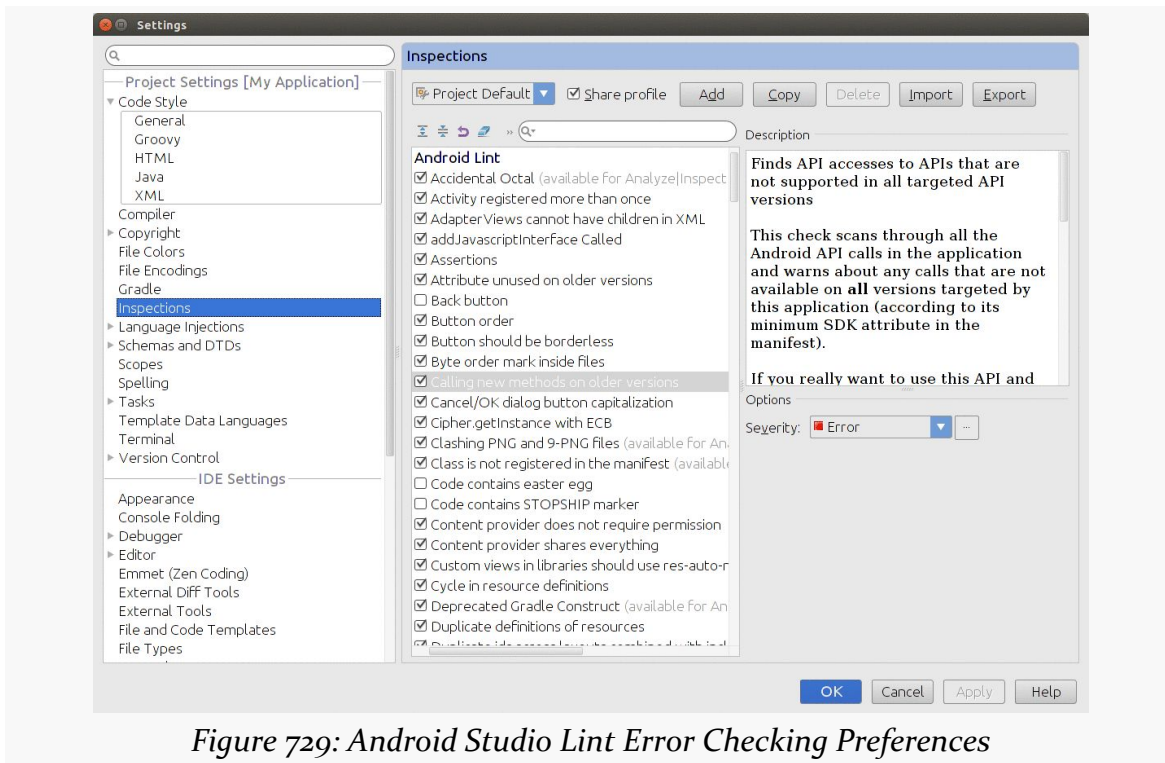 Settings
Project Settings [My Application]
Code Style
General
Groovy
HTML
Java
XML
Compiler
Copyright
File Colors
File Encodings
Gradle
Inspections
Language Injections
Schemas and DTDs
Scopes
Spelling
Tasks
Template Data Languages
Terminal
Version Control
IDE Settings
Appearance
Console Folding
Debugger
Editor
Emmet (Zen Coding)
External Diff Tools
External Tools
File and Code Templates
File Types
Inspections
Project Default
Share profile
Add
Copy
Delete
Import
Export
»
Android Lint
Accidental Octal (available for Analyze|Inspect
Activity registered more than once
AdapterViews cannot have children in XML
addJavascriptInterface Called
Assertions
Attribute unused on older versions
Back button
Button order
Button should be borderless
Byte order mark inside files
Calling new methods on older versions
Cancel/OK dialog button capitalization
Cipher.getInstance with ECB
Clashing PNG and 9-PNG files (available for An
Class is not registered in the manifest (availabl
Code contains easter egg
Code contains STOPSHIP marker
Content provider does not require permission
Content provider shares everything
Custom views in libraries should use res-auto-n
Cycle in resource definitions
Deprecated Gradle Construct (available for An
Duplicate definitions of resources
Description
Finds API accesses to APIs that are
not supported in all targeted API
versions
This check scans through all the
Android API calls in the application
and warns about any calls that are not
available on all versions targeted by
this application (according to its
minimum SDK attribute in the
manifest).
If you really want to use this API and
Options
Severity:
Error
...
OK
Cancel
Apply
Help
Figure 729: Android Studio Lint Error Checking Preferences